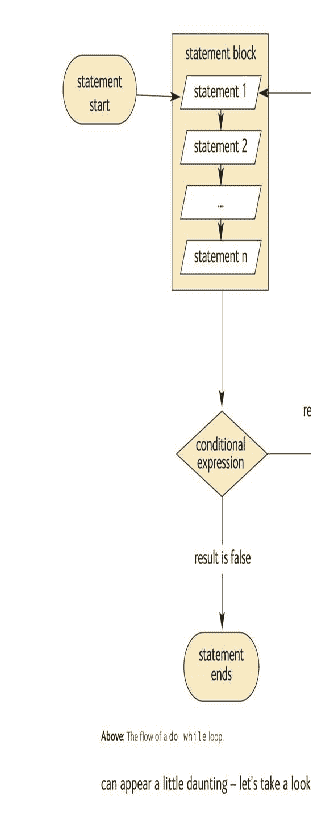 statement block
statement
start
statement 1
statement 2
...
statement n
re
conditional
expression
result is false
statement
ends
Above: The flow of a do while loop.
can appear a little daunting – let's take a look